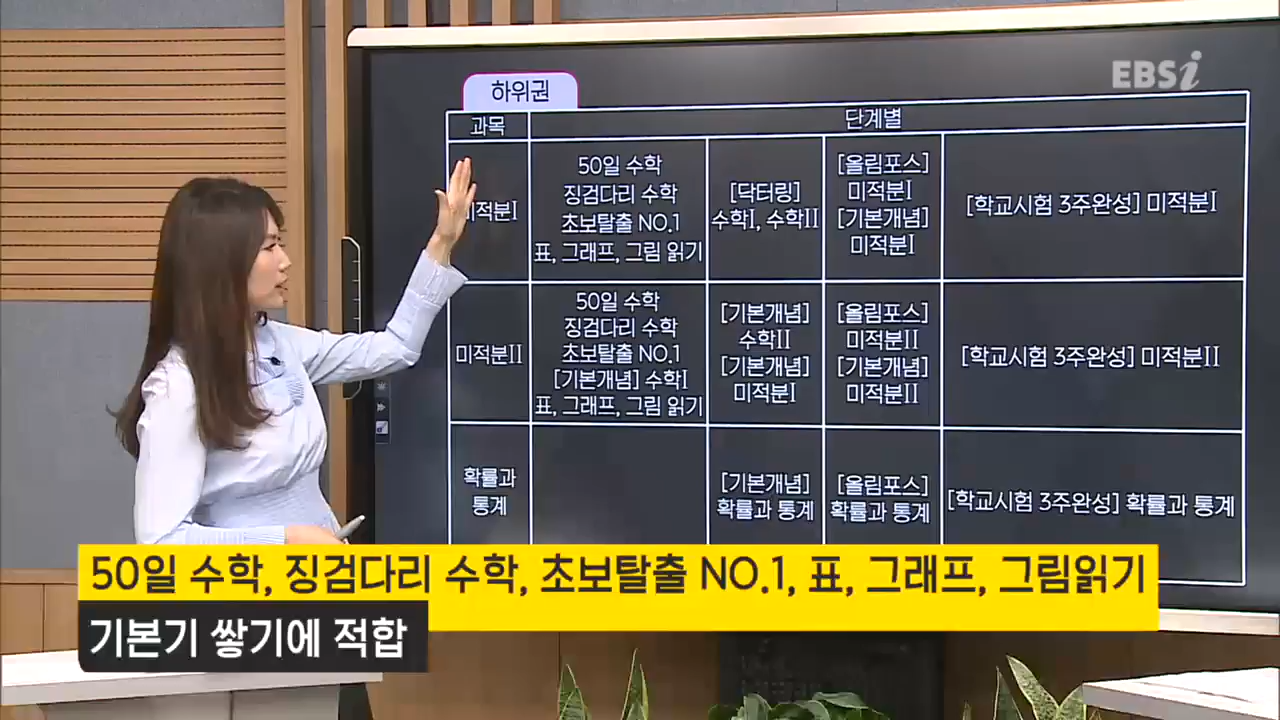 EBSi
하위권
과목
단계별
미적분I
50일 수학
징검다리 수학
초보탈출 NO.1
표, 그래프, 그림 읽기
[닥터링]
수학I, 수학II
[올림포스]
미적분I
[기본개념]
미적분I
[학교시험 3주완성] 미적분I
미적분II
50일 수학
징검다리 수학
초보탈출 NO.1
[기본개념] 수학I
표, 그래프, 그림 읽기
[기본개념]
수학II
[기본개념]
미적분I
[올림포스]
미적분II
[기본개념]
미적분II
[학교시험 3주완성] 미적분II
확률과
통계
[기본개념]
확률과 통계
[올림포스]
확률과 통계
[학교시험 3주완성] 확률과 통계
50일 수학, 징검다리 수학, 초보탈출 NO.1, 표, 그래프, 그림읽기
기본기 쌓기에 적합